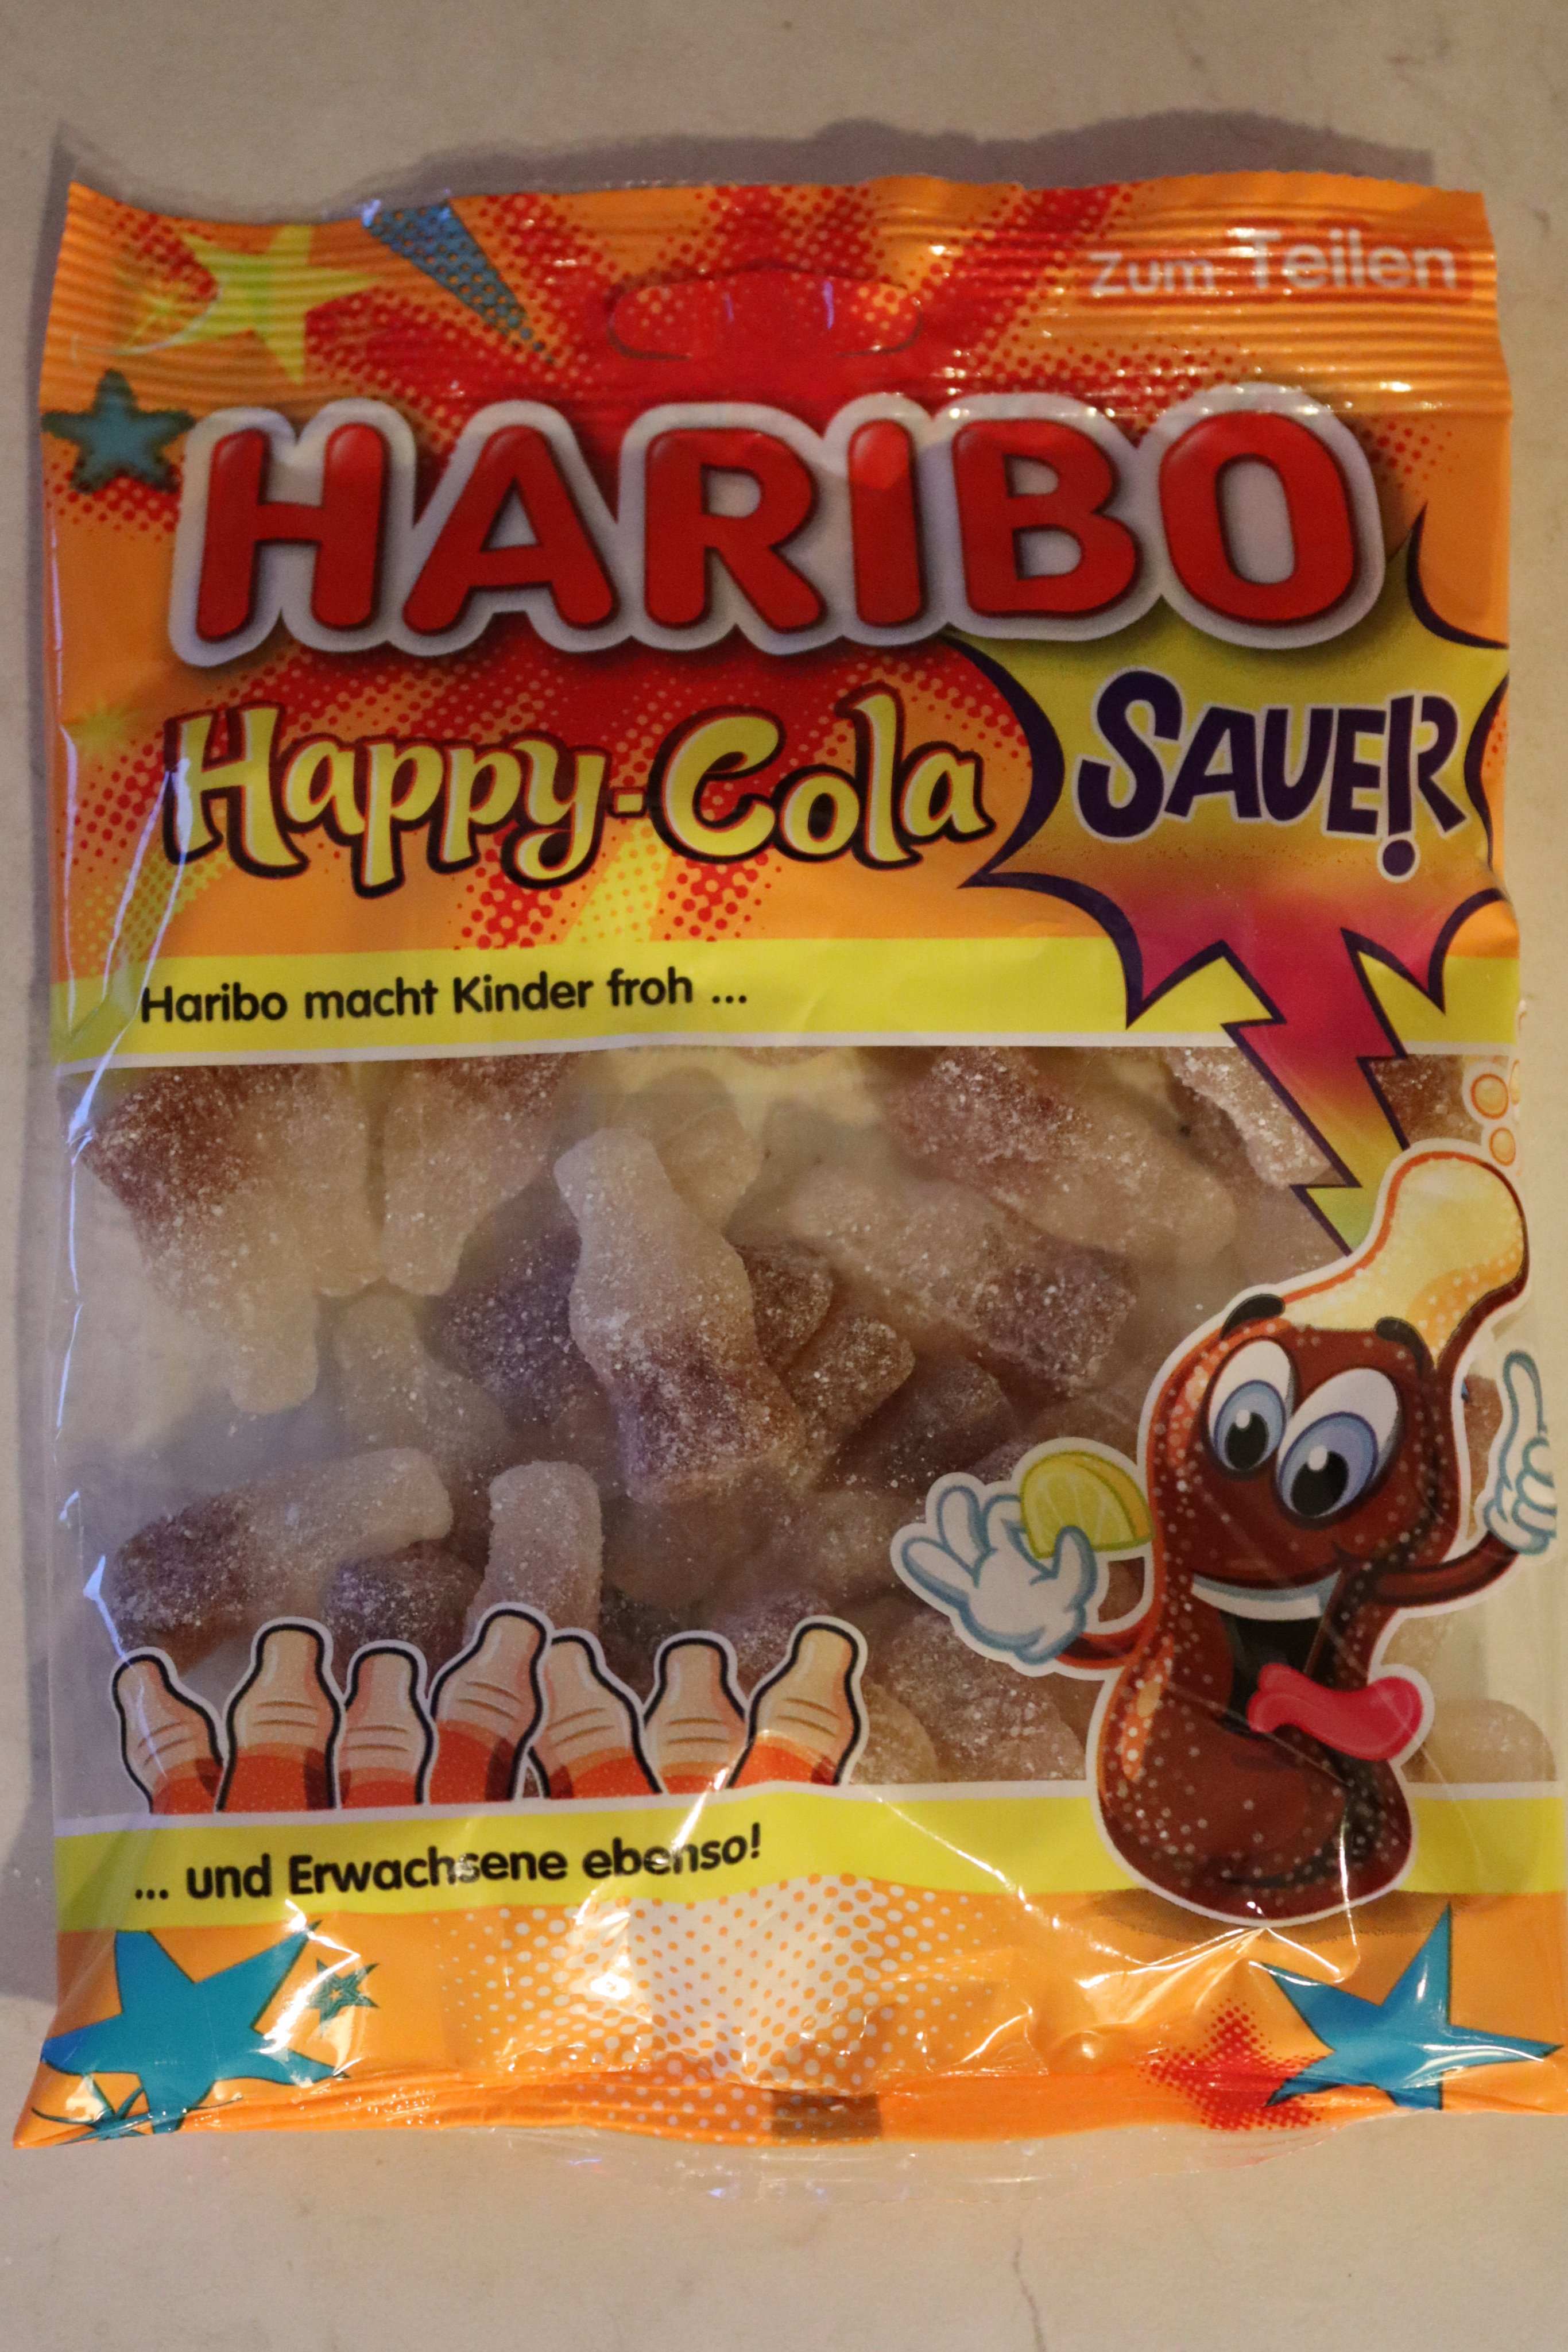 Zum Teilen
HARIBO
Happy-Cola
SAUER!
Haribo macht Kinder froh ...
... und Erwachsene ebenso!